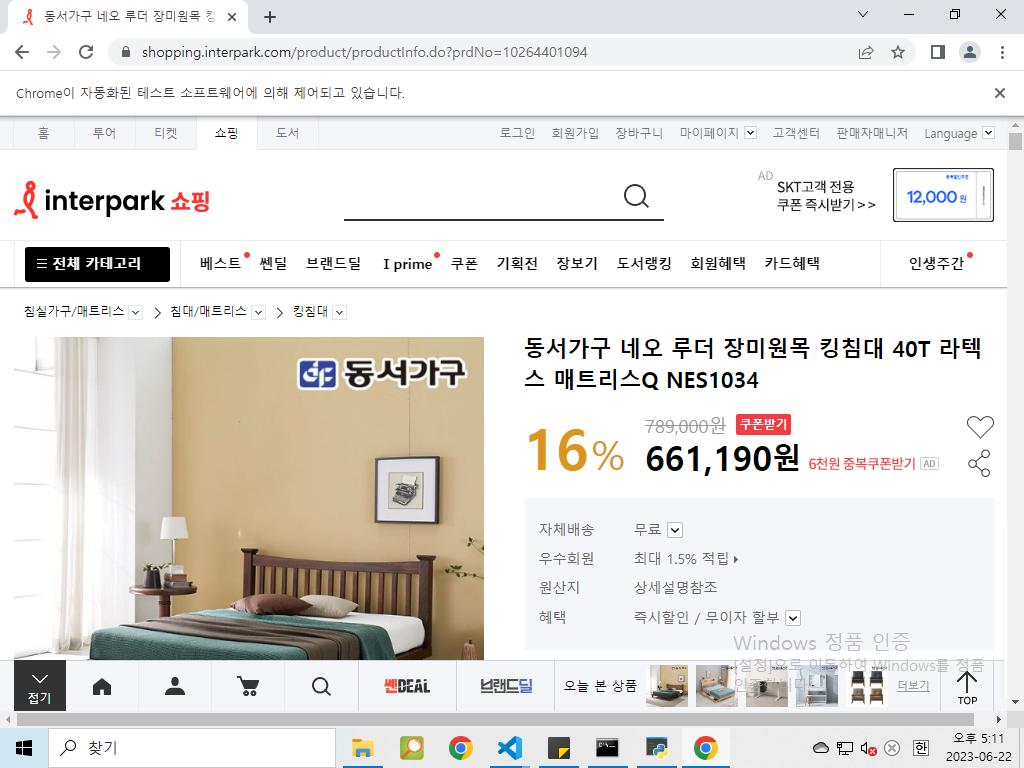 동서가구 네오 루더 장미원목 킹
shopping.interpark.com/product/productInfo.do?prdNo=10264401094
Chrome이 자동화된 테스트 소프트웨어에 의해 제어되고 있습니다.
홈 투어 티켓 쇼핑 도서 로그인 회원가입 장바구니 마이페이지 고객센터 판매자매니저 Language
interpark 쇼핑
AD SKT고객 전용
쿠폰 즉시받기>>
12,000 원
전체 카테고리 베스트 쎈딜 브랜드딜 I prime 쿠폰 기획전 장보기 도서랭킹 회원혜택 카드혜택 인생주간
침실가구/매트리스 침대/매트리스 킹침대
동서가구
동서가구 네오 루더 장미원목 킹침대 40T 라텍
스 매트리스Q NES1034
789,000원 쿠폰받기
16% 661,190원 6천원 중복쿠폰받기 AD
자체배송 무료
우수회원 최대 1.5% 적립
원산지 상세설명참조
혜택 즉시할인 / 무이자 할부
Windows 정품 인증
[설정]으로 이동하여 Windows를 정품
인증합니다.
접기
쎈DEAL 브랜드딜 오늘 본 상품 더보기 TOP
찾기
한
오후 5:11
2023-06-22